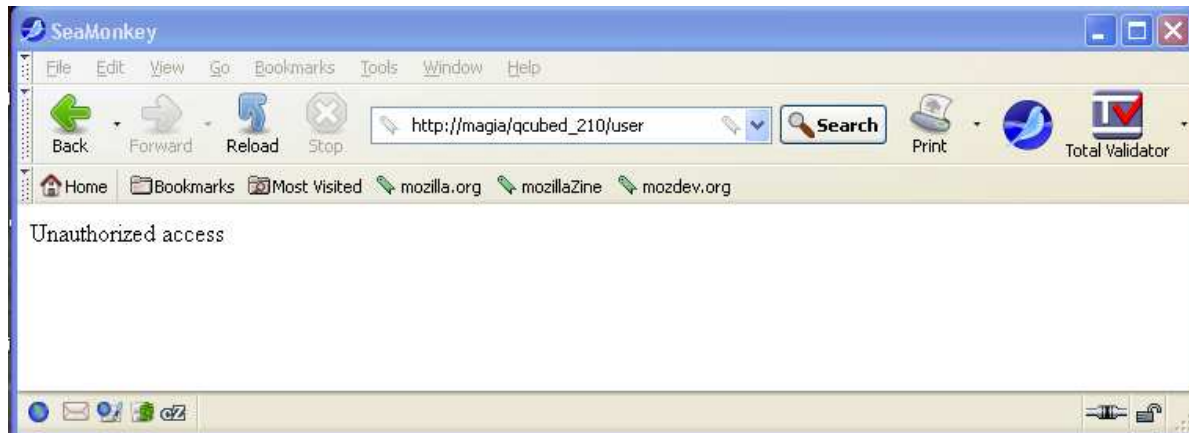 SeaMonkey
File Edit View Go Bookmarks Tools Window Help
http://magia/qcubed_210/user Search
Back Forward Reload Stop Print Total Validator
Home Bookmarks Most Visited mozilla.org mozillaZine mozdev.org
Unauthorized access